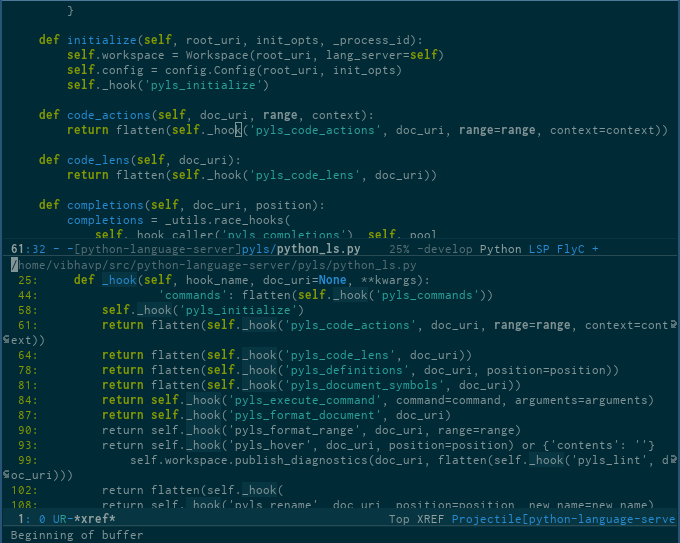 }
def initialize(self, root_uri, init_opts, _process_id):
self.workspace = Workspace(root_uri, lang_server=self)
self.config = config.Config(root_uri, init_opts)
self._hook('pyls_initialize')
def code_actions(self, doc_uri, range, context):
return flatten(self._hook('pyls_code_actions', doc_uri, range=range, context=context))
def code_lens(self, doc_uri):
return flatten(self._hook('pyls_code_lens', doc_uri))
def completions(self, doc_uri, position):
completions = _utils.race_hooks(
self._hook_caller('pyls_completions'), self._pool
61:32 - -[python-language-server]pyls/python_ls.py 25% -develop Python LSP FlyC +
/home/vibhavp/src/python-language-server/pyls/python_ls.py
25: def _hook(self, hook_name, doc_uri=None, **kwargs):
44: 'commands': flatten(self._hook('pyls_commands'))
58: self._hook('pyls_initialize')
61: return flatten(self._hook('pyls_code_actions', doc_uri, range=range, context=cont
ext))
64: return flatten(self._hook('pyls_code_lens', doc_uri))
78: return flatten(self._hook('pyls_definitions', doc_uri, position=position))
81: return flatten(self._hook('pyls_document_symbols', doc_uri))
84: return self._hook('pyls_execute_command', command=command, arguments=arguments)
87: return self._hook('pyls_format_document', doc_uri)
90: return self._hook('pyls_format_range', doc_uri, range=range)
93: return self._hook('pyls_hover', doc_uri, position=position) or {'contents': ''}
99: self.workspace.publish_diagnostics(doc_uri, flatten(self._hook('pyls_lint', d
oc_uri)))
102: return flatten(self._hook(
108: return self._hook('pyls_rename', doc_uri, position=position, new_name=new_name)
1: 0 UR-*xref* Top XREF Projectile[python-language-serve
Beginning of buffer